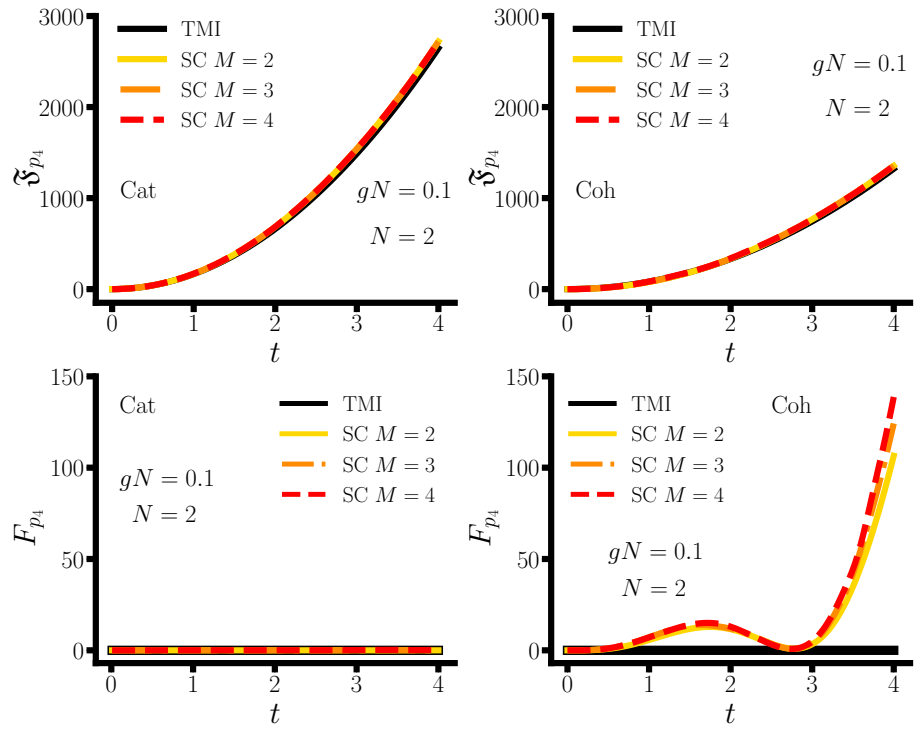 3000
2000
1000
0
𝔉p₄
TMI
SC M = 2
SC M = 3
SC M = 4
Cat
gN = 0.1
N = 2
0 1 2 3 4
t
3000
2000
1000
0
𝔉p₄
TMI
SC M = 2
SC M = 3
SC M = 4
gN = 0.1
N = 2
Coh
0 1 2 3 4
t
150
100
50
0
Fp₄
Cat
TMI
SC M = 2
SC M = 3
SC M = 4
gN = 0.1
N = 2
0 1 2 3 4
t
150
100
50
0
Fp₄
TMI
Coh
SC M = 2
SC M = 3
SC M = 4
gN = 0.1
N = 2
0 1 2 3 4
t